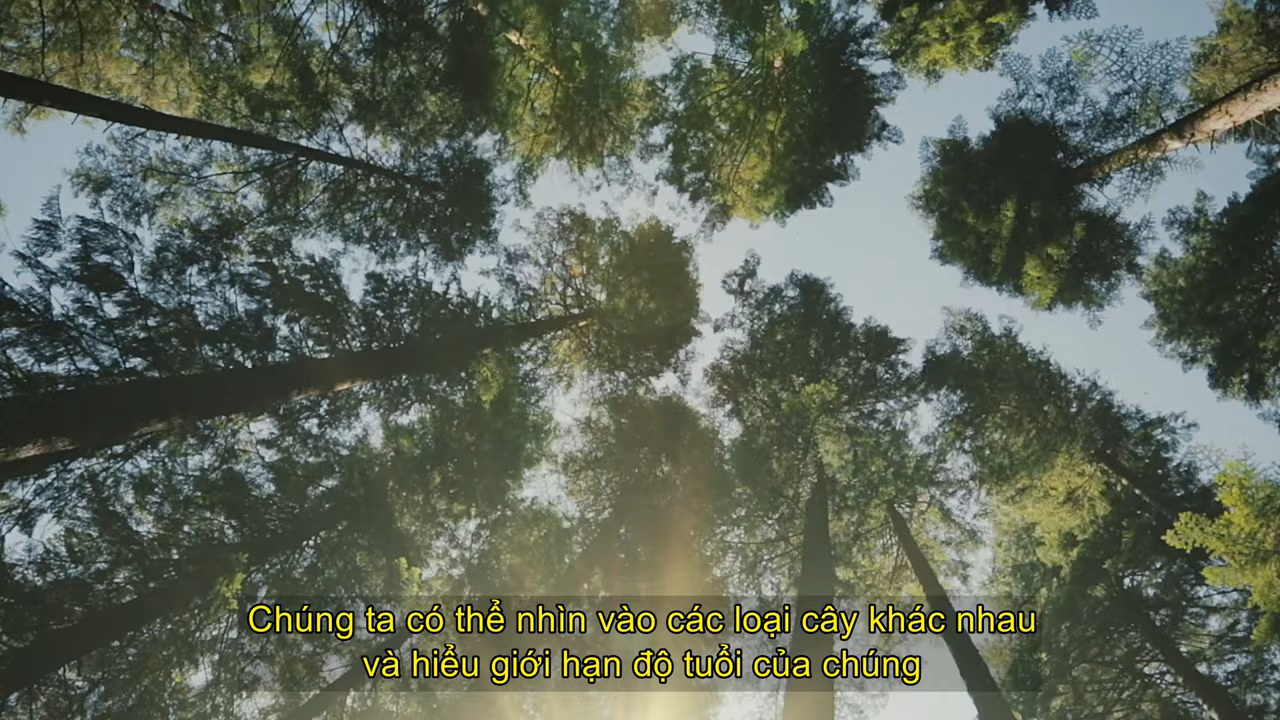 Chúng ta có thể nhìn vào các loại cây khác nhau
và hiểu giới hạn độ tuổi của chúng